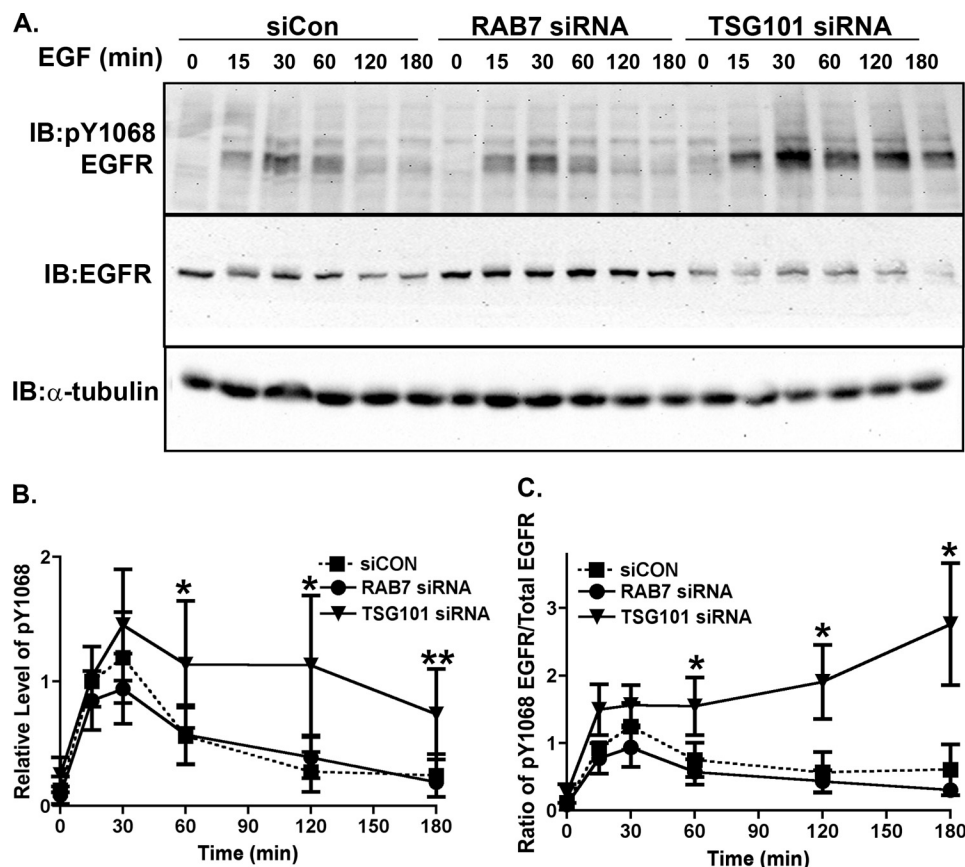 A.
siCon RAB7 siRNA TSG101 siRNA
EGF (min) 0 15 30 60 120 180 0 15 30 60 120 180 0 15 30 60 120 180
IB:pY1068
EGFR
IB:EGFR
IB:α-tubulin
B.
Relative Level of pY1068
2
1
0
siCON
RAB7 siRNA
TSG101 siRNA
* * **
0 30 60 90 120 150 180
Time (min)
C.
Ratio of pY1068 EGFR/Total EGFR
3
2
1
0
siCON
RAB7 siRNA
TSG101 siRNA
* * *
0 30 60 90 120 150 180
Time (min)